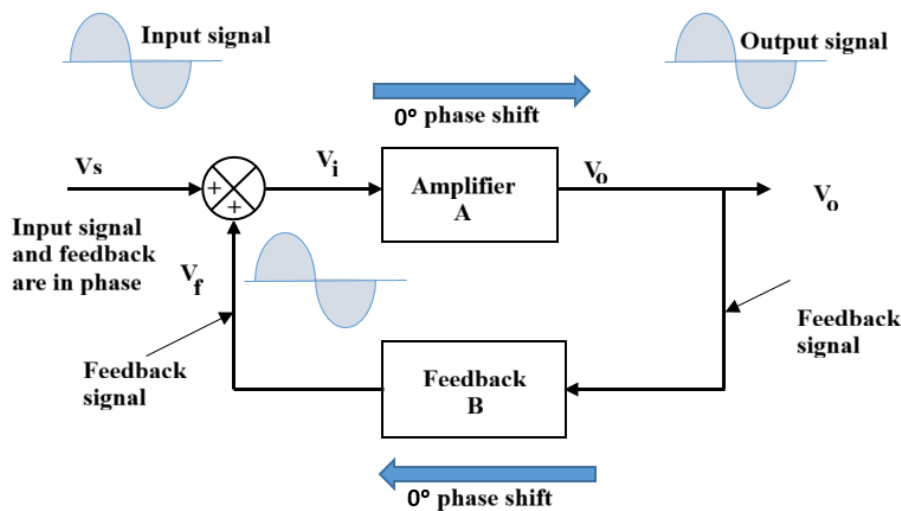 Input signal
Output signal
0° phase shift
Vs
+
+
Vi
Amplifier
A
Vo
Vo
Input signal
and feedback
are in phase
Vf
Feedback
signal
Feedback
signal
Feedback
B
0° phase shift